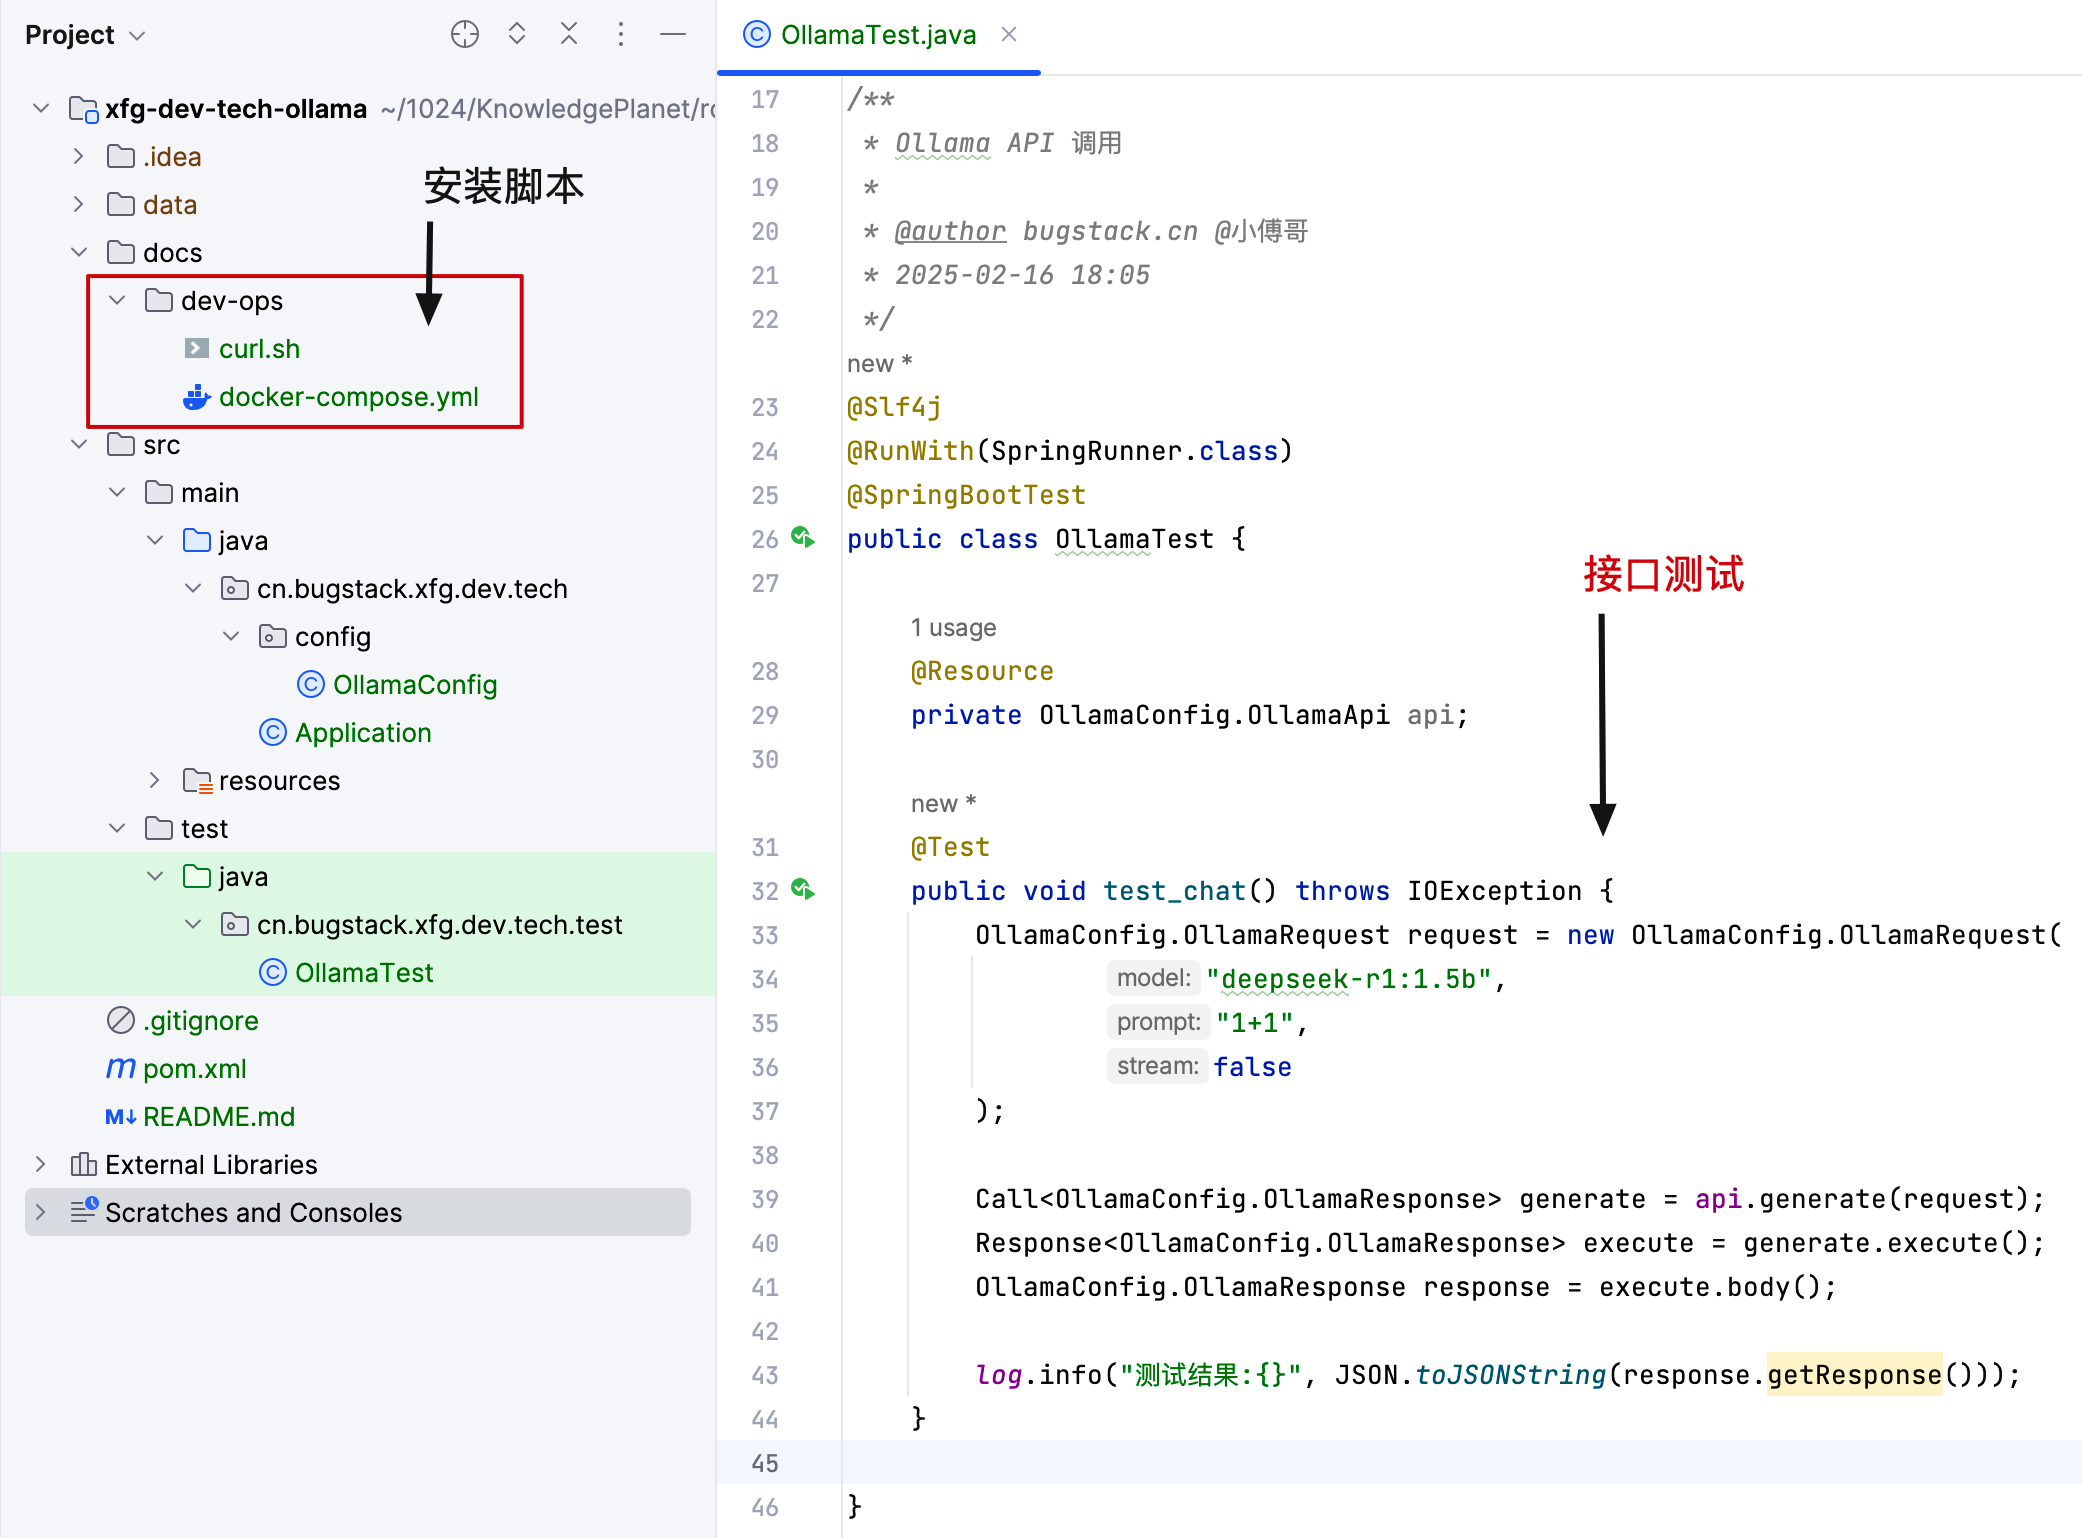 Project
xfg-dev-tech-ollama ~/1024/KnowledgePlanet/ro
.idea
data
安装脚本
docs
dev-ops
curl.sh
docker-compose.yml
src
main
java
cn.bugstack.xfg.dev.tech
config
OllamaConfig
Application
resources
test
java
cn.bugstack.xfg.dev.tech.test
OllamaTest
.gitignore
pom.xml
README.md
External Libraries
Scratches and Consoles
OllamaTest.java
17 /**
18 * Ollama API 调用
19 *
20 * @author bugstack.cn @小傅哥
21 * 2025-02-16 18:05
22 */
new *
23 @Slf4j
24 @RunWith(SpringRunner.class)
25 @SpringBootTest
26 public class OllamaTest {
27
接口测试
1 usage
28 @Resource
29 private OllamaConfig.OllamaApi api;
30
new *
31 @Test
32 public void test_chat() throws IOException {
33 OllamaConfig.OllamaRequest request = new OllamaConfig.OllamaRequest(
34 model: "deepseek-r1:1.5b",
35 prompt: "1+1",
36 stream: false
37 );
38
39 Call<OllamaConfig.OllamaResponse> generate = api.generate(request);
40 Response<OllamaConfig.OllamaResponse> execute = generate.execute();
41 OllamaConfig.OllamaResponse response = execute.body();
42
43 log.info("测试结果:{}", JSON.toJSONString(response.getResponse()));
44 }
45
46 }